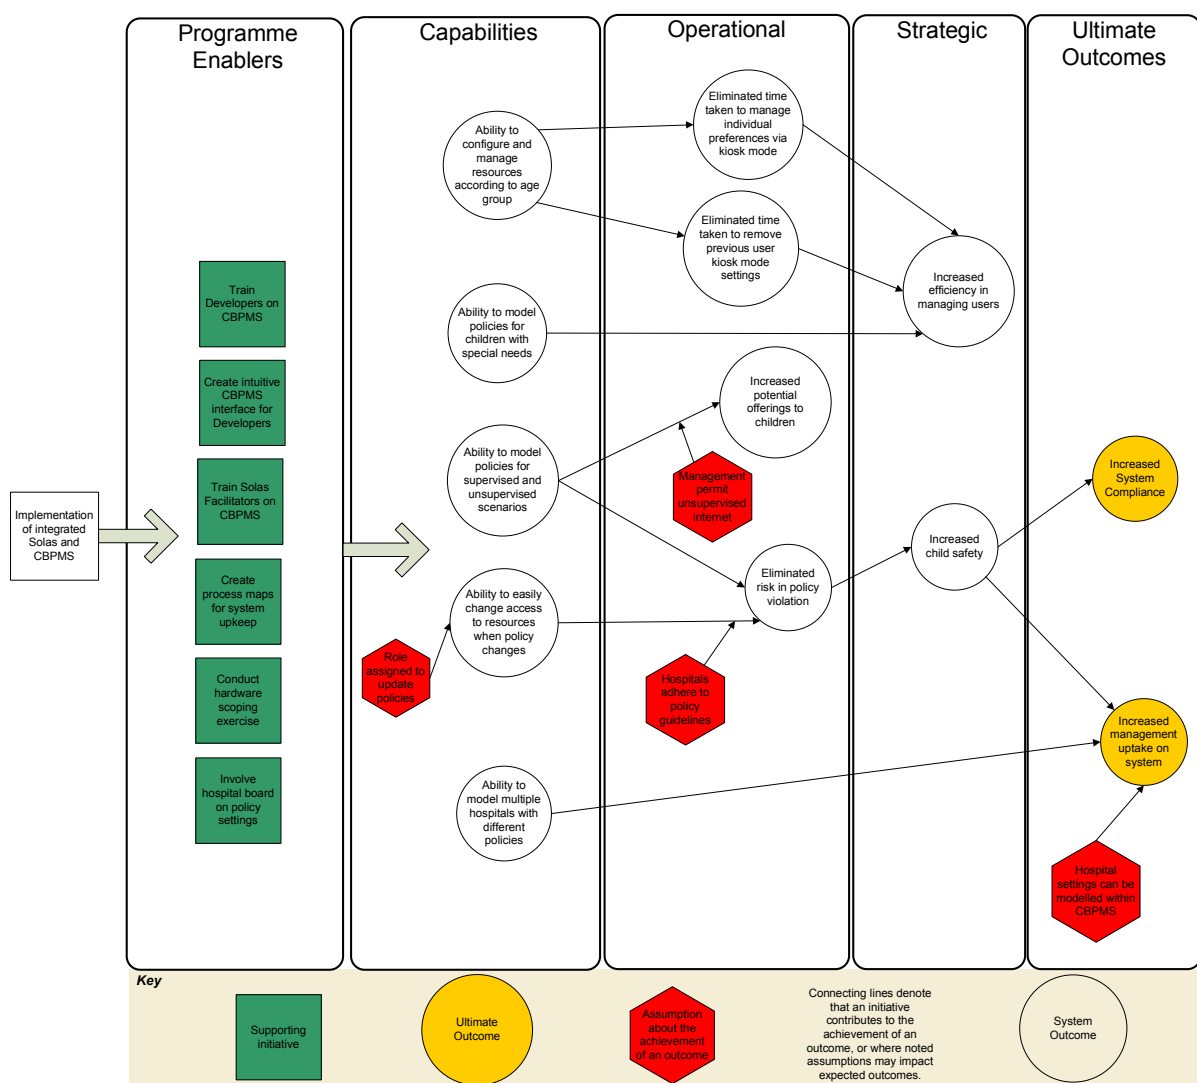 Programme
Enablers
Capabilities
Operational
Strategic
Ultimate
Outcomes
Implementation
of integrated
Solas and
CBPMS
Train
Developers on
CBPMS
Create intuitive
CBPMS
interface for
Developers
Train Solas
Facilitators on
CBPMS
Create
process maps
for system
upkeep
Conduct
hardware
scoping
exercise
Involve
hospital board
on policy
settings
Ability to
configure and
manage
resources
according to age
group
Ability to model
policies for
children with
special needs
Ability to model
policies for
supervised and
unsupervised
scenarios
Ability to easily
change access
to resources
when policy
changes
Role
assigned to
update
policies
Ability to
model multiple
hospitals with
different
policies
Eliminated time
taken to manage
individual
preferences via
kiosk mode
Eliminated time
taken to remove
previous user
kiosk mode
settings
Increased
potential
offerings to
children
Management
permit
unsupervised
internet
Eliminated
risk in policy
violation
Hospitals
adhere to
policy
guidelines
Increased
efficiency in
managing users
Increased
child safety
Increased
System
Compliance
Increased
management
uptake on
system
Hospital
settings can be
modelled within
CBPMS
Key
Supporting
initiative
Ultimate
Outcome
Assumption
about the
achievement
of an outcome
Connecting lines denote
that an initiative
contributes to the
achievement of an
outcome, or where noted
assumptions may impact
expected outcomes.
System
Outcome